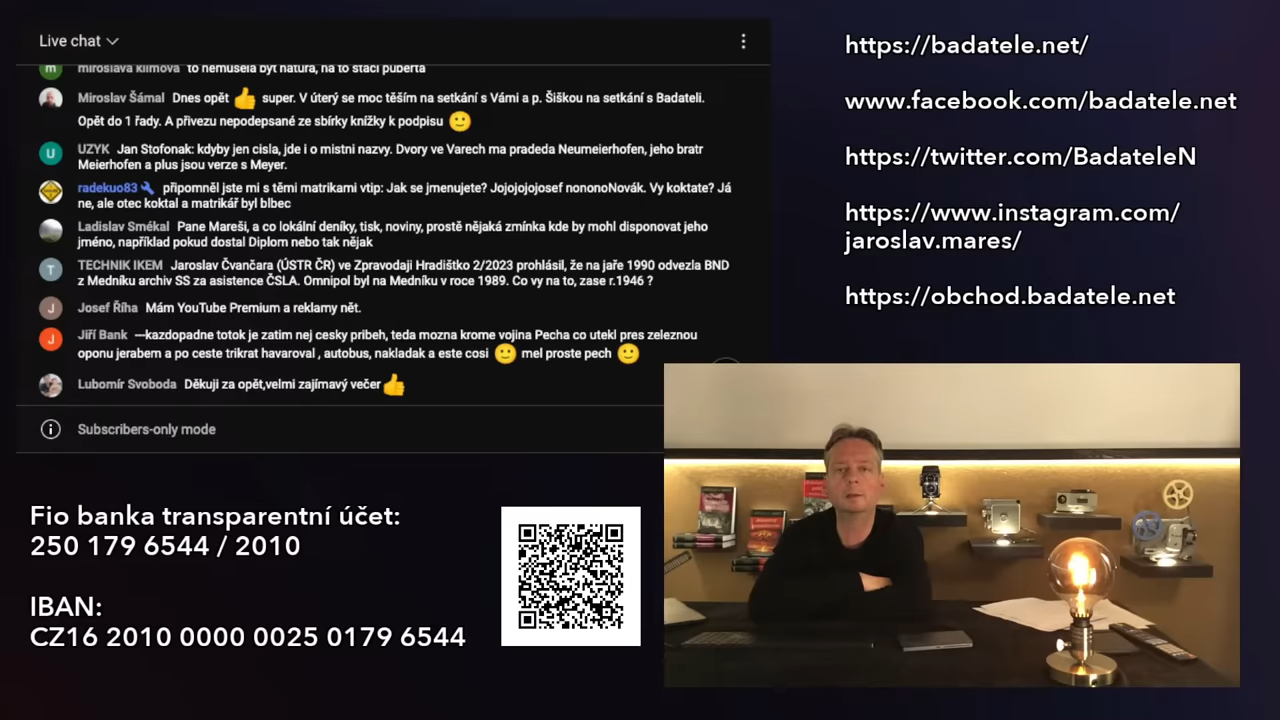 Live chat
miroslava klímová to nemusela být natura, na to stačí puberta
Miroslav Šámal Dnes opět 👍 super. V úterý se moc těším na setkání s Vámi a p. Šiškou na setkání s Badateli.
Opět do 1 řady. A přivezu nepodepsané ze sbírky knížky k podpisu 🙂
UZYK Jan Stofonak: kdyby jen cisla, jde i o mistni nazvy. Dvory ve Varech ma pradeda Neumeierhofen, jeho bratr
Meierhofen a plus jsou verze s Meyer.
radekuo83 připomněl jste mi s těmi matrikami vtip: Jak se jmenujete? Jojojojojosef nonononoNovák. Vy koktate? Já
ne, ale otec koktal a matrikář byl blbec
Ladislav Smékal Pane Mareši, a co lokální deníky, tisk, noviny, prostě nějaká zmínka kde by mohl disponovat jeho
jméno, například pokud dostal Diplom nebo tak nějak
TECHNIK IKEM Jaroslav Čvančara (ÚSTR ČR) ve Zpravodaji Hradištko 2/2023 prohlásil, že na jaře 1990 odvezla BND
z Medníku archiv SS za asistence ČSLA. Omnipol byl na Medníku v roce 1989. Co vy na to, zase r.1946 ?
Josef Říha Mám YouTube Premium a reklamy nět.
Jiří Bank ---kazdopadne totok je zatim nej cesky pribeh, teda mozna krome vojina Pecha co utekl pres zeleznou
oponu jerabem a po ceste trikrat havaroval , autobus, nakladak a este cosi 🙂 mel proste pech 🙂
Lubomír Svoboda Děkuji za opět,velmi zajímavý večer👍
Subscribers-only mode
https://badatele.net/
www.facebook.com/badatele.net
https://twitter.com/BadateleN
https://www.instagram.com/
jaroslav.mares/
https://obchod.badatele.net
Fio banka transparentní účet:
250 179 6544 / 2010
IBAN:
CZ16 2010 0000 0025 0179 6544